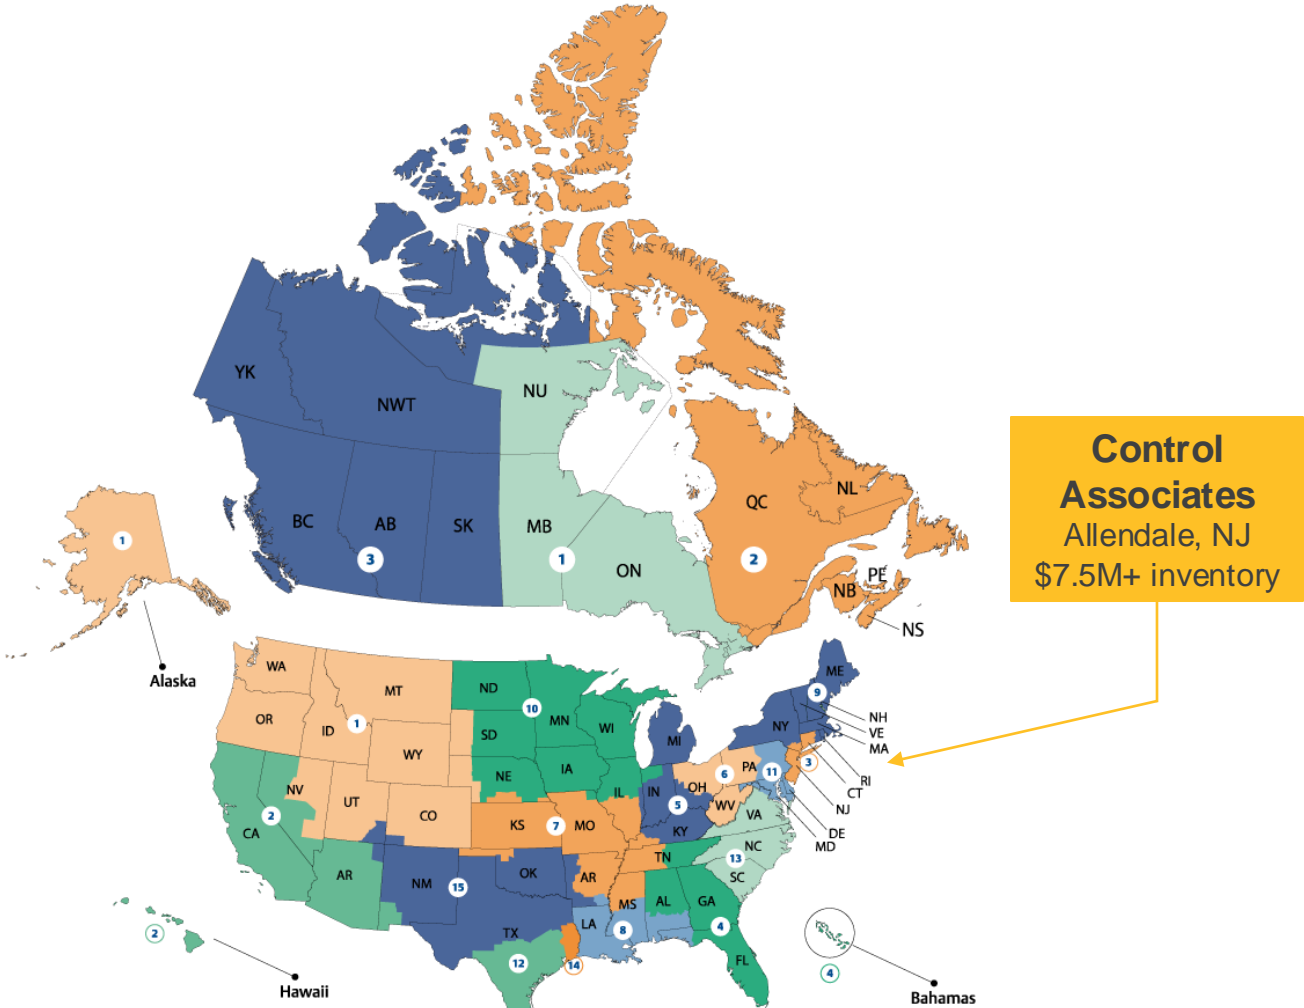 YK
NWT
NU
BC
AB
SK
MB
ON
QC
NL
PE
NB
NS
3
1
2
Control
Associates
Allendale, NJ
$7.5M+ inventory
1
Alaska
WA
OR
ID
MT
WY
NV
UT
CO
1
CA
AR
2
ND
SD
NE
MN
IA
WI
IL
10
KS
MO
7
TN
AR
MS
MI
IN
KY
5
OH
PA
WV
6
11
NY
ME
9
3
NH
VE
MA
RI
CT
NJ
DE
MD
VA
NC
SC
13
NM
OK
TX
15
12
14
LA
8
AL
GA
FL
4
2
Hawaii
4
Bahamas